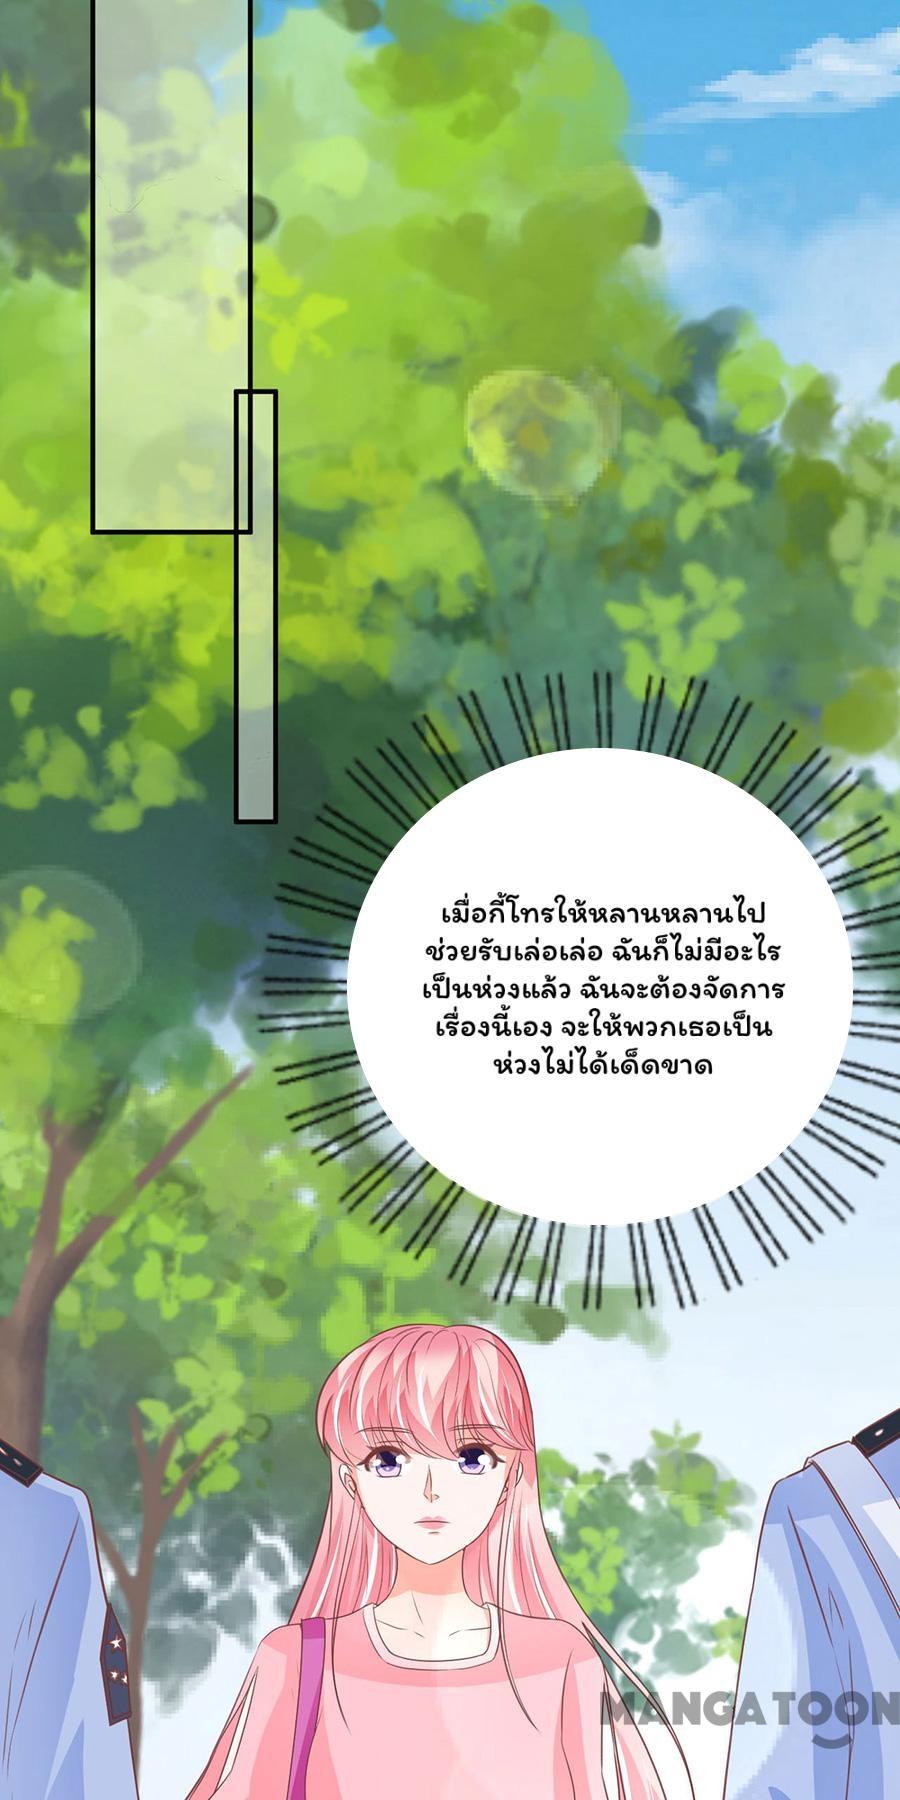 เมื่อกี้โทรให้หลานหลานไป
ช่วยรับเล่อเล่อ ฉันก็ไม่มีอะไร
เป็นห่วงแล้ว ฉันจะต้องจัดการ
เรื่องนี้เอง จะให้พวกเธอเป็น
ห่วงไม่ได้เด็ดขาด
MANGATOON